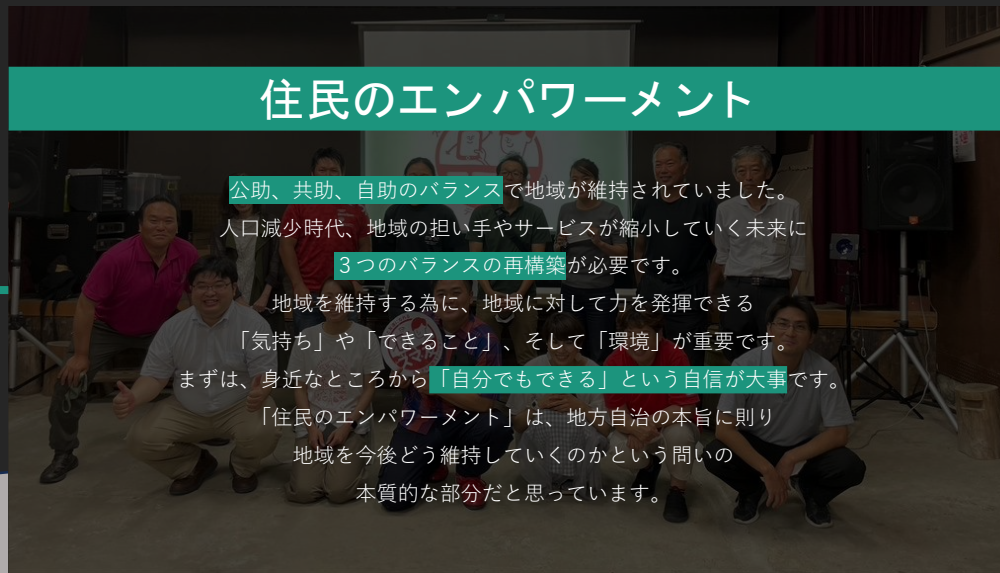 住民のエンパワーメント
公助、共助、自助のバランスで地域が維持されていました。
人口減少時代、地域の担い手やサービスが縮小していく未来に
３つのバランスの再構築が必要です。
地域を維持する為に、地域に対して力を発揮できる
「気持ち」や「できること」、そして「環境」が重要です。
まずは、身近なところから「自分でもできる」という自信が大事です。
「住民のエンパワーメント」は、地方自治の本旨に則り
地域を今後どう維持していくのかという問いの
本質的な部分だと思っています。